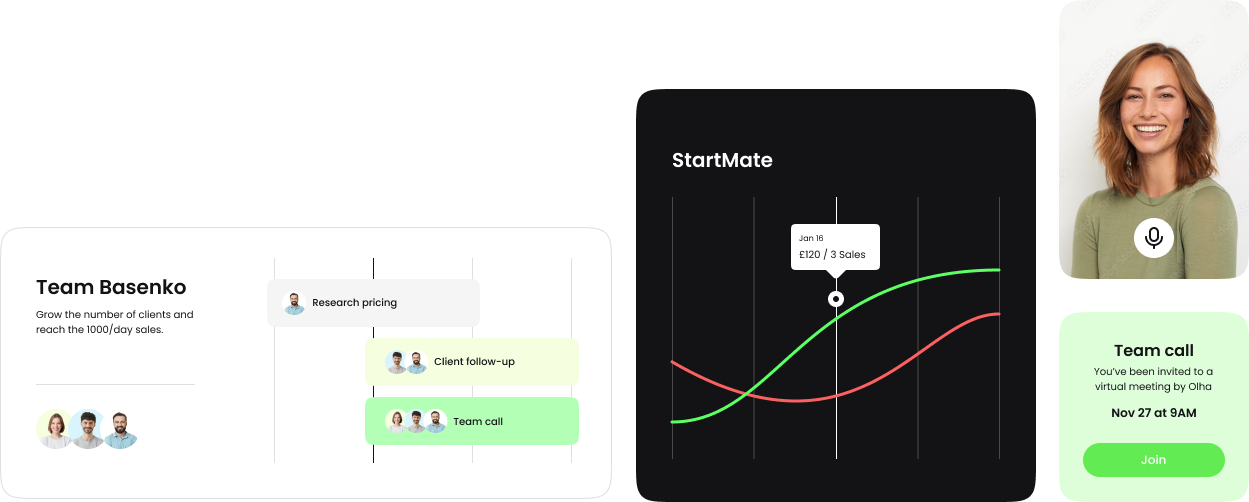 Team Basenko
Grow the number of clients and
reach the 1000/day sales.
Research pricing
Client follow-up
Team call
StartMate
Jan 16
£120 / 3 Sales
Team call
You've been invited to a
virtual meeting by Olha
Nov 27 at 9AM
Join